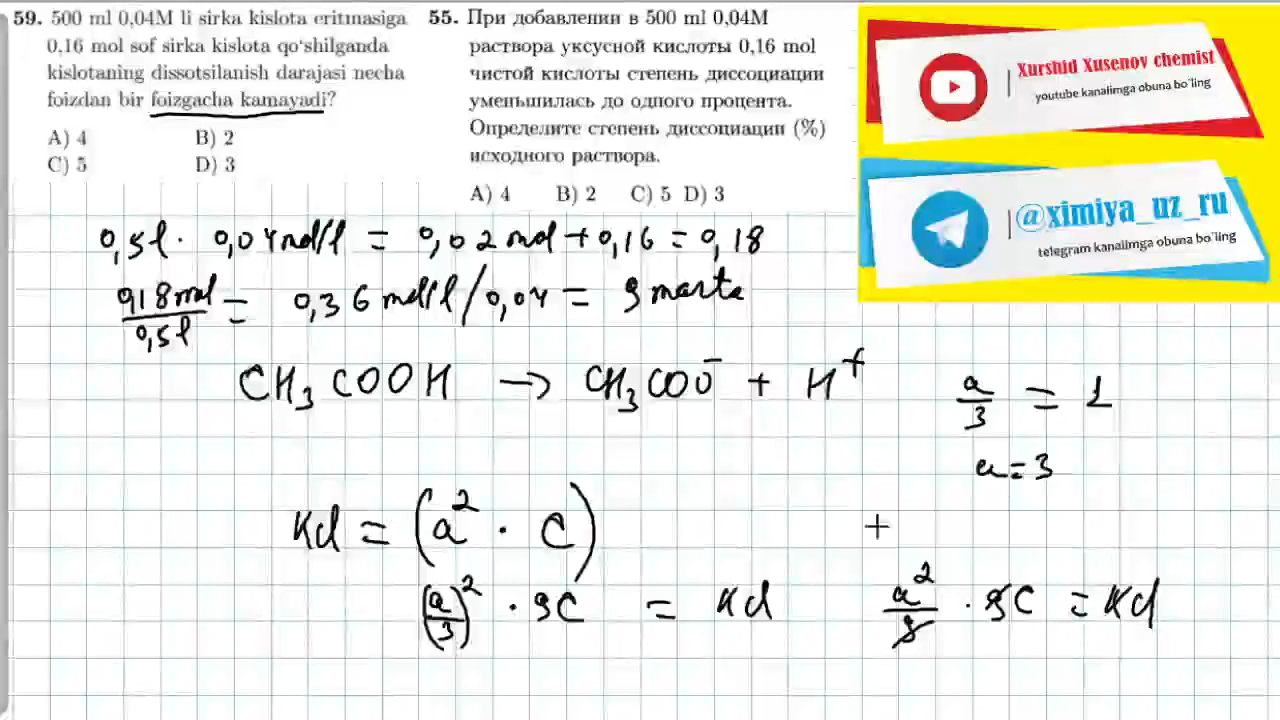 59. 500 ml 0,04M li sirka kislota eritmasiga
0,16 mol sof sirka kislota qo'shilganda
kislotaning dissotsilanish darajasi necha
foizdan bir foizgacha kamayadi?
A) 4 B) 2
C) 5 D) 3
55. При добавлении в 500 ml 0,04M
раствора уксусной кислоты 0,16 mol
чистой кислоты степень диссоциации
уменьшилась до одного процента.
Определите степень диссоциации (%)
исходного раствора.
A) 4 B) 2 C) 5 D) 3
Xurshid Xusenov chemist
youtube kanalimga obuna bo`ling
@ximiya_uz_ru
telegram kanalimga obuna bo`ling
0,5l · 0,04mol/l = 0,02 mol + 0,16 = 0,18
0,18 mol/0,5l = 0,36 mol/l / 0,04 = 9 marta
CH₃COOH → CH₃COO⁻ + H⁺
a/3 = 1
a=3
Kd = (a² · C)
(a/3)² · 9C = Kd
a²/9 · 9C = Kd